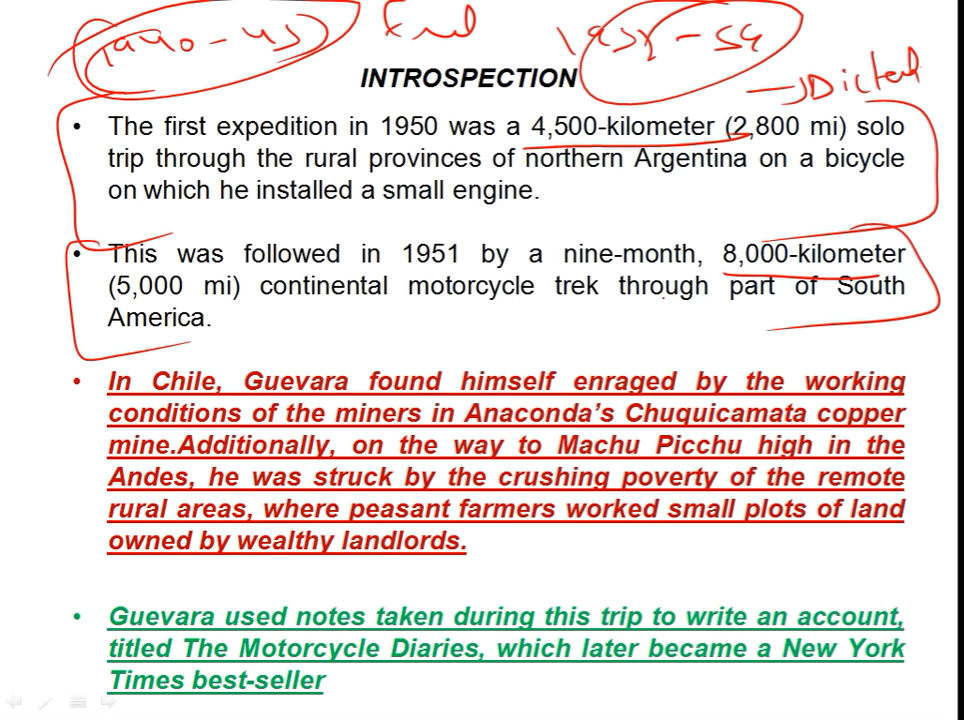 INTROSPECTION
• The first expedition in 1950 was a 4,500-kilometer (2,800 mi) solo
trip through the rural provinces of northern Argentina on a bicycle
on which he installed a small engine.
• This was followed in 1951 by a nine-month, 8,000-kilometer
(5,000 mi) continental motorcycle trek through part of South
America.
• In Chile, Guevara found himself enraged by the working
conditions of the miners in Anaconda’s Chuquicamata copper
mine.Additionally, on the way to Machu Picchu high in the
Andes, he was struck by the crushing poverty of the remote
rural areas, where peasant farmers worked small plots of land
owned by wealthy landlords.
• Guevara used notes taken during this trip to write an account,
titled The Motorcycle Diaries, which later became a New York
Times best-seller